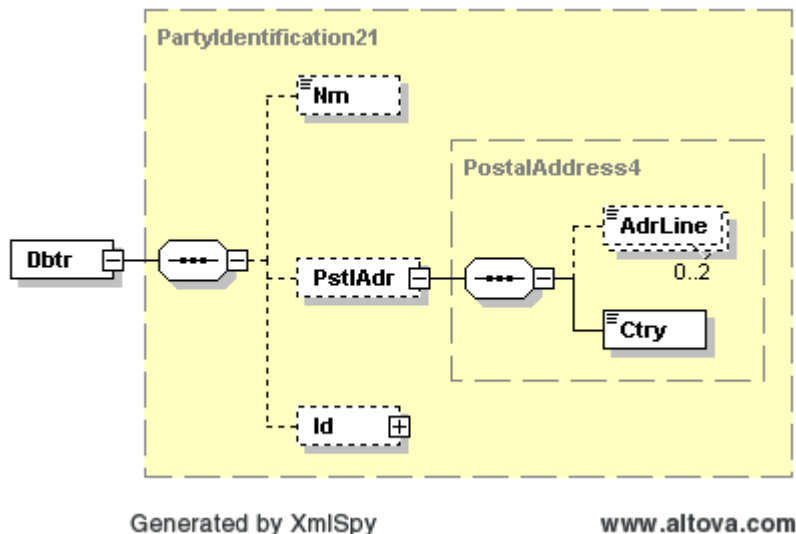 PartyIdentification21
Nm
PostalAddress4
AdrLine
0..2
Dbtr
PstlAdr
Ctry
Id
Generated by XmlSpy
www.altova.com